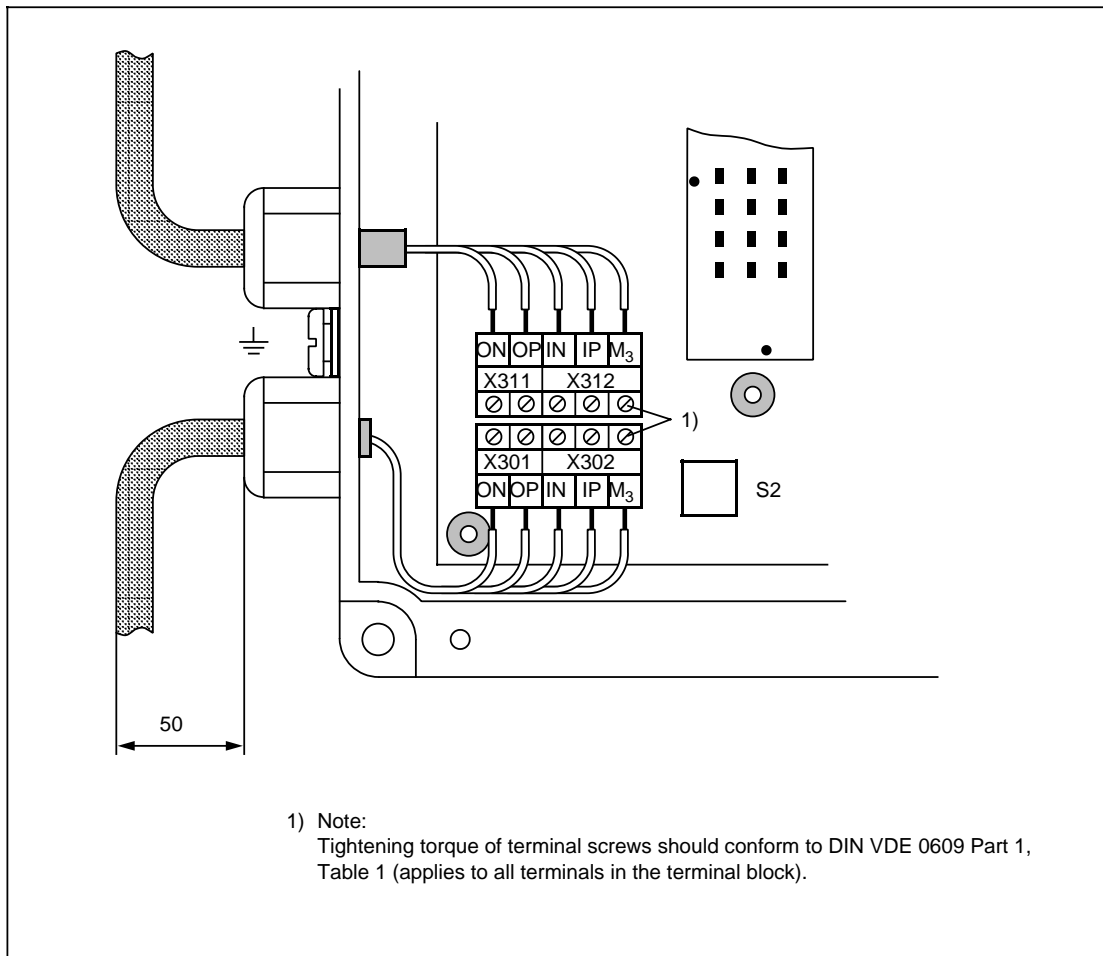 ON OP IN IP M₃
X311 X312
1)
X301 X302
S2
ON OP IN IP M₃
50
1) Note:
Tightening torque of terminal screws should conform to DIN VDE 0609 Part 1,
Table 1 (applies to all terminals in the terminal block).